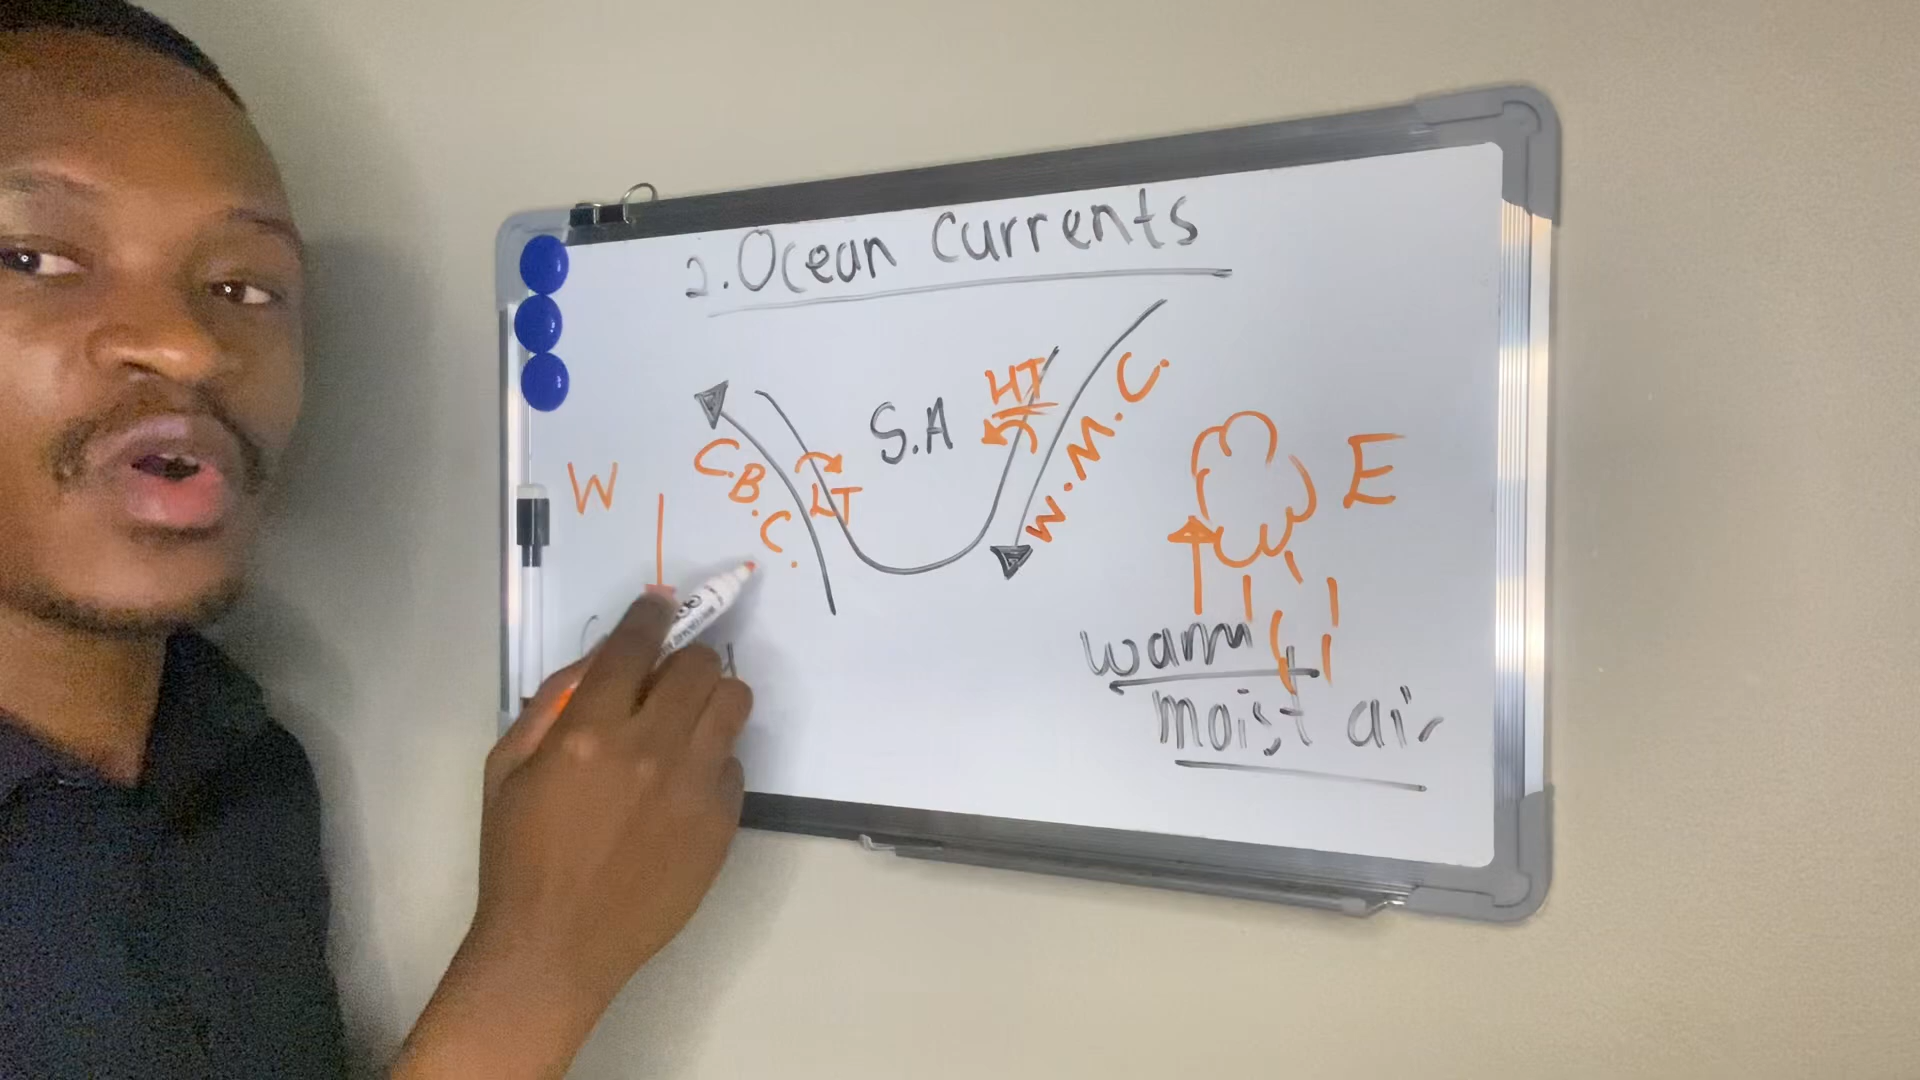 2. Ocean Currents
S.A
HT
W.M.C.
C.B.C.
LT
W
E
warm
moist air